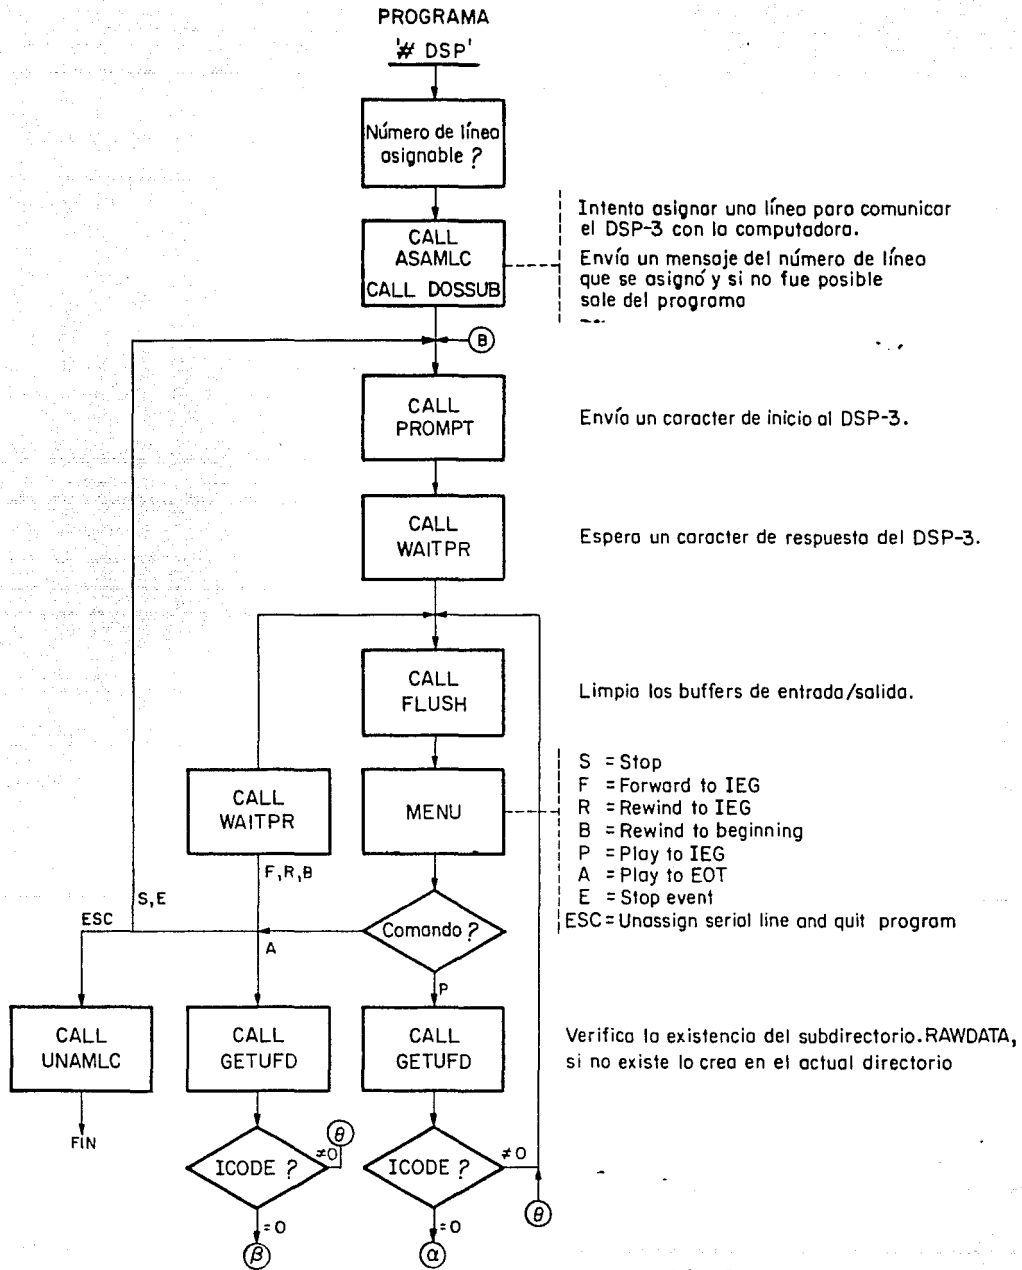 PROGRAMA
'# DSP'
Número de línea
asignable ?
CALL
ASAMLC
CALL DOSSUB
Intenta asignar una línea para comunicar
el DSP-3 con la computadora.
Envía un mensaje del número de línea
que se asignó y si no fue posible
sale del programa
B
CALL
PROMPT
Envía un caracter de inicio al DSP-3.
CALL
WAITPR
Espera un caracter de respuesta del DSP-3.
CALL
FLUSH
Limpia los buffers de entrada/salida.
CALL
WAITPR
MENU
S = Stop
F = Forward to IEG
R = Rewind to IEG
B = Rewind to beginning
P = Play to IEG
A = Play to EOT
E = Stop event
ESC = Unassign serial line and quit program
F,R,B
S,E
ESC
Comando ?
A
P
CALL
UNAMLC
CALL
GETUFD
CALL
GETUFD
Verifica la existencia del subdirectorio.RAWDATA,
si no existe lo crea en el actual directorio
FIN
ICODE ?
≠0
θ
ICODE ?
≠0
θ
=0
β
=0
α